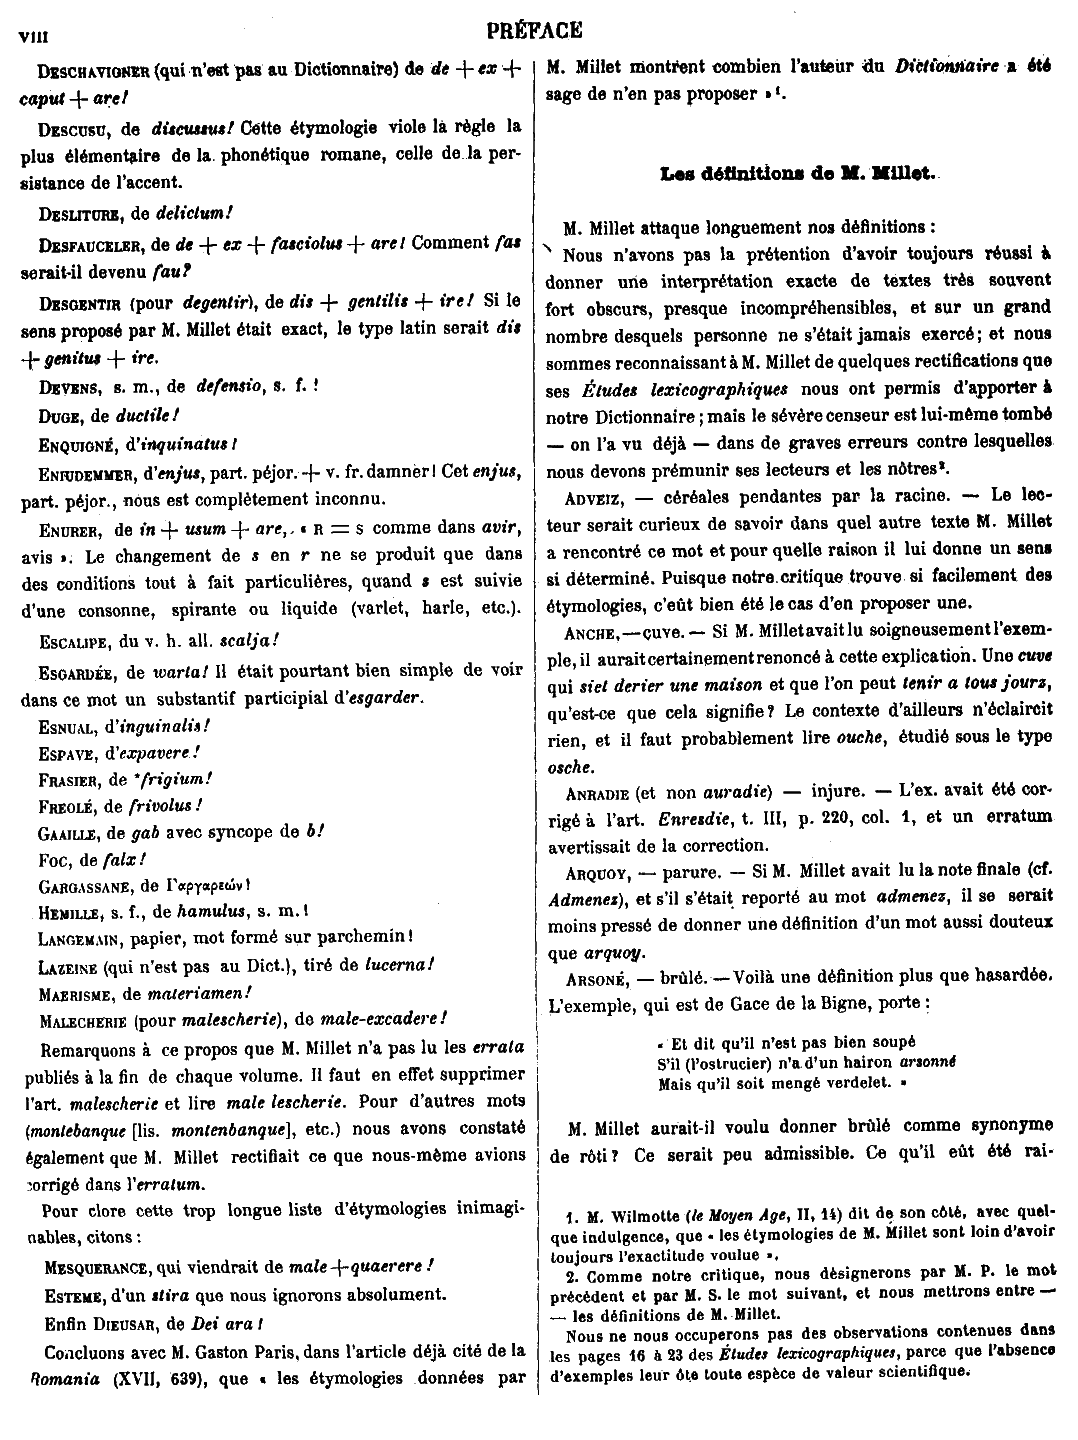 VIII
PRÉFACE
DESCHAVIGNER (qui n'est pas au Dictionnaire) de de + ex +
caput + are!
DESCUSU, de discussus! Cette étymologie viole la règle la
plus élémentaire de la phonétique romane, celle de la per-
sistance de l'accent.
DESLITURE, de delictum!
DESFAUCELER, de de + ex + fasciolus + are! Comment fas
serait-il devenu fau?
DESGENTIR (pour degentir), de dis + gentilis + ire! Si le
sens proposé par M. Millet était exact, le type latin serait dis
+ genitus + ire.
DEVENS, s. m., de defensio, s. f. !
DUGE, de ductile!
ENQUIGNÉ, d'inquinatus!
ENJUDEMMER, d'enjus, part. péjor. + v. fr. damner! Cet enjus,
part. péjor., nous est complètement inconnu.
ENURER, de in + usum + are, « R = S comme dans avir,
avis ». Le changement de s en r ne se produit que dans
des conditions tout à fait particulières, quand s est suivie
d'une consonne, spirante ou liquide (varlet, harle, etc.).
ESCALIPE, du v. h. all. scalja!
ESGARDÉE, de warta! Il était pourtant bien simple de voir
dans ce mot un substantif participial d'esgarder.
ESNUAL, d'inguinalis!
ESPAVE, d'expavere!
FRASIER, de *frigium!
FREOLÉ, de frivolus!
GAAILLE, de gab avec syncope de b!
FOC, de falx!
GARGASSANE, de Γαργαρεών!
HEMILLE, s. f., de hamulus, s. m.!
LANGEMAIN, papier, mot formé sur parchemin!
LAZEINE (qui n'est pas au Dict.), tiré de lucerna!
MAERISME, de materiamen!
MALECHERIE (pour malescherie), de male-excadere!
Remarquons à ce propos que M. Millet n'a pas lu les errata
publiés à la fin de chaque volume. Il faut en effet supprimer
l'art. malescherie et lire male lescherie. Pour d'autres mots
(montebanque [lis. montenbanque], etc.) nous avons constaté
également que M. Millet rectifiait ce que nous-même avions
corrigé dans l'erratum.
Pour clore cette trop longue liste d'étymologies inimagi-
nables, citons :
MESQUERANCE, qui viendrait de male + quaerere!
ESTEME, d'un stira que nous ignorons absolument.
Enfin DIEUSAR, de Dei ara!
Concluons avec M. Gaston Paris, dans l'article déjà cité de la
Romania (XVII, 639), que « les étymologies données par
M. Millet montrent combien l'auteur du Dictionnaire a été
sage de n'en pas proposer »¹.
Les définitions de M. Millet.
M. Millet attaque longuement nos définitions :
Nous n'avons pas la prétention d'avoir toujours réussi à
donner une interprétation exacte de textes très souvent
fort obscurs, presque incompréhensibles, et sur un grand
nombre desquels personne ne s'était jamais exercé ; et nous
sommes reconnaissant à M. Millet de quelques rectifications que
ses Études lexicographiques nous ont permis d'apporter à
notre Dictionnaire ; mais le sévère censeur est lui-même tombé
— on l'a vu déjà — dans de graves erreurs contre lesquelles
nous devons prémunir ses lecteurs et les nôtres².
ADVEIZ, — céréales pendantes par la racine. — Le lec-
teur serait curieux de savoir dans quel autre texte M. Millet
a rencontré ce mot et pour quelle raison il lui donne un sens
si déterminé. Puisque notre critique trouve si facilement des
étymologies, c'eût bien été le cas d'en proposer une.
ANCHE, — cuve. — Si M. Millet avait lu soigneusement l'exem-
ple, il aurait certainement renoncé à cette explication. Une cuve
qui siet derier une maison et que l'on peut tenir a tous jourz,
qu'est-ce que cela signifie? Le contexte d'ailleurs n'éclaircit
rien, et il faut probablement lire ouche, étudié sous le type
osche.
ANRADIE (et non auradie) — injure. — L'ex. avait été cor-
rigé à l'art. Enresdie, t. III, p. 220, col. 1, et un erratum
avertissait de la correction.
ARQUOY, — parure. — Si M. Millet avait lu la note finale (cf.
Admenez), et s'il s'était reporté au mot admenez, il se serait
moins pressé de donner une définition d'un mot aussi douteux
que arquoy.
ARSONÉ, — brûlé. — Voilà une définition plus que hasardée.
L'exemple, qui est de Gace de la Bigne, porte :
« Et dit qu'il n'est pas bien soupé
S'il (l'ostrucier) n'a d'un hairon arsonné
Mais qu'il soit mengé verdelet. »
M. Millet aurait-il voulu donner brûlé comme synonyme
de rôti? Ce serait peu admissible. Ce qu'il eût été rai-
1. M. Wilmotte (le Moyen Age, II, 14) dit de son côté, avec quel-
que indulgence, que « les étymologies de M. Millet sont loin d'avoir
toujours l'exactitude voulue ».
2. Comme notre critique, nous désignerons par M. P. le mot
précédent et par M. S. le mot suivant, et nous mettrons entre —
— les définitions de M. Millet.
Nous ne nous occuperons pas des observations contenues dans
les pages 16 à 23 des Études lexicographiques, parce que l'absence
d'exemples leur ôte toute espèce de valeur scientifique.